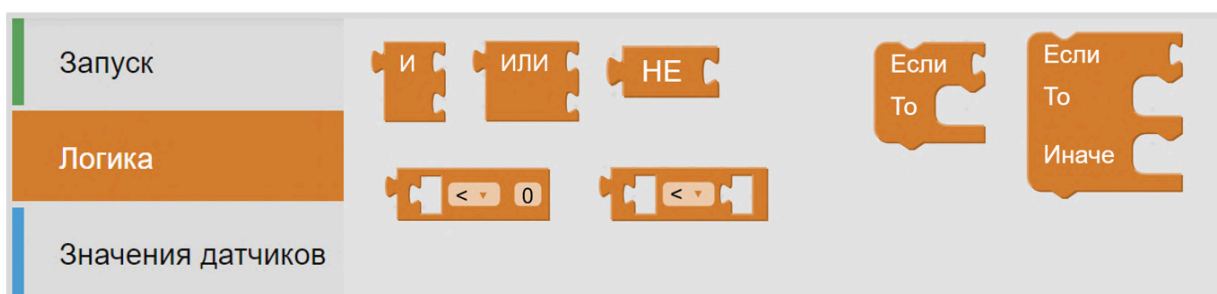 Запуск
Логика
Значения датчиков
И
ИЛИ
НЕ
< ▾ 0
< ▾
Если
То
Если
То
Иначе